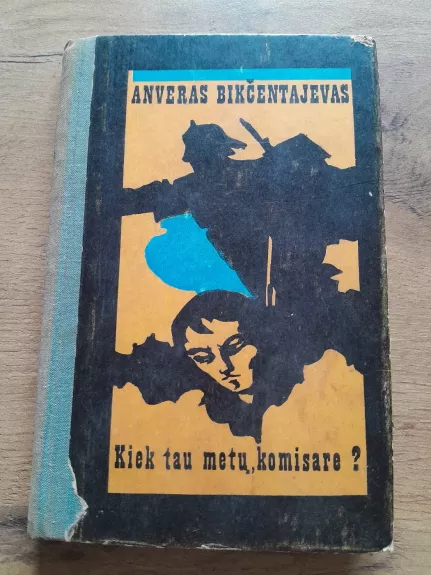 ANVERAS BIKČENTAJEVAS
Kiek tau metų, komisare ?